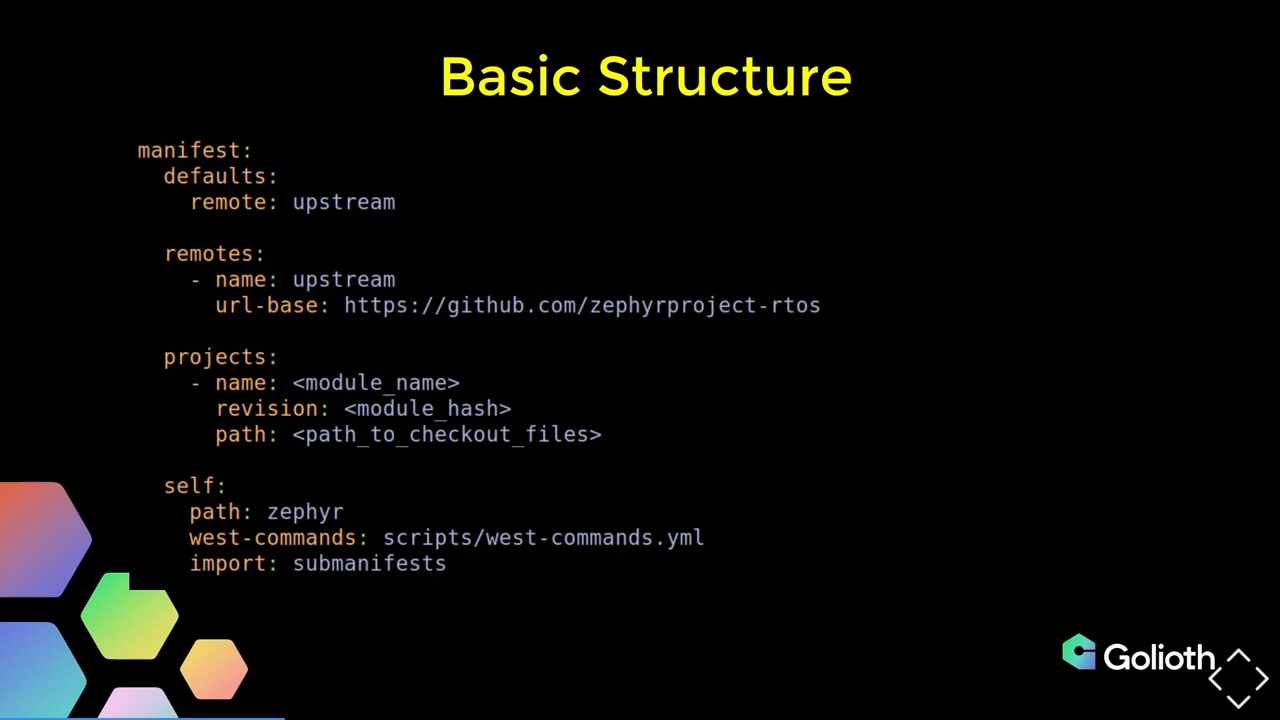 Basic Structure
manifest:
  defaults:
    remote: upstream

  remotes:
    - name: upstream
      url-base: https://github.com/zephyrproject-rtos

  projects:
    - name: <module_name>
      revision: <module_hash>
      path: <path_to_checkout_files>

  self:
    path: zephyr
    west-commands: scripts/west-commands.yml
    import: submanifests
Golioth